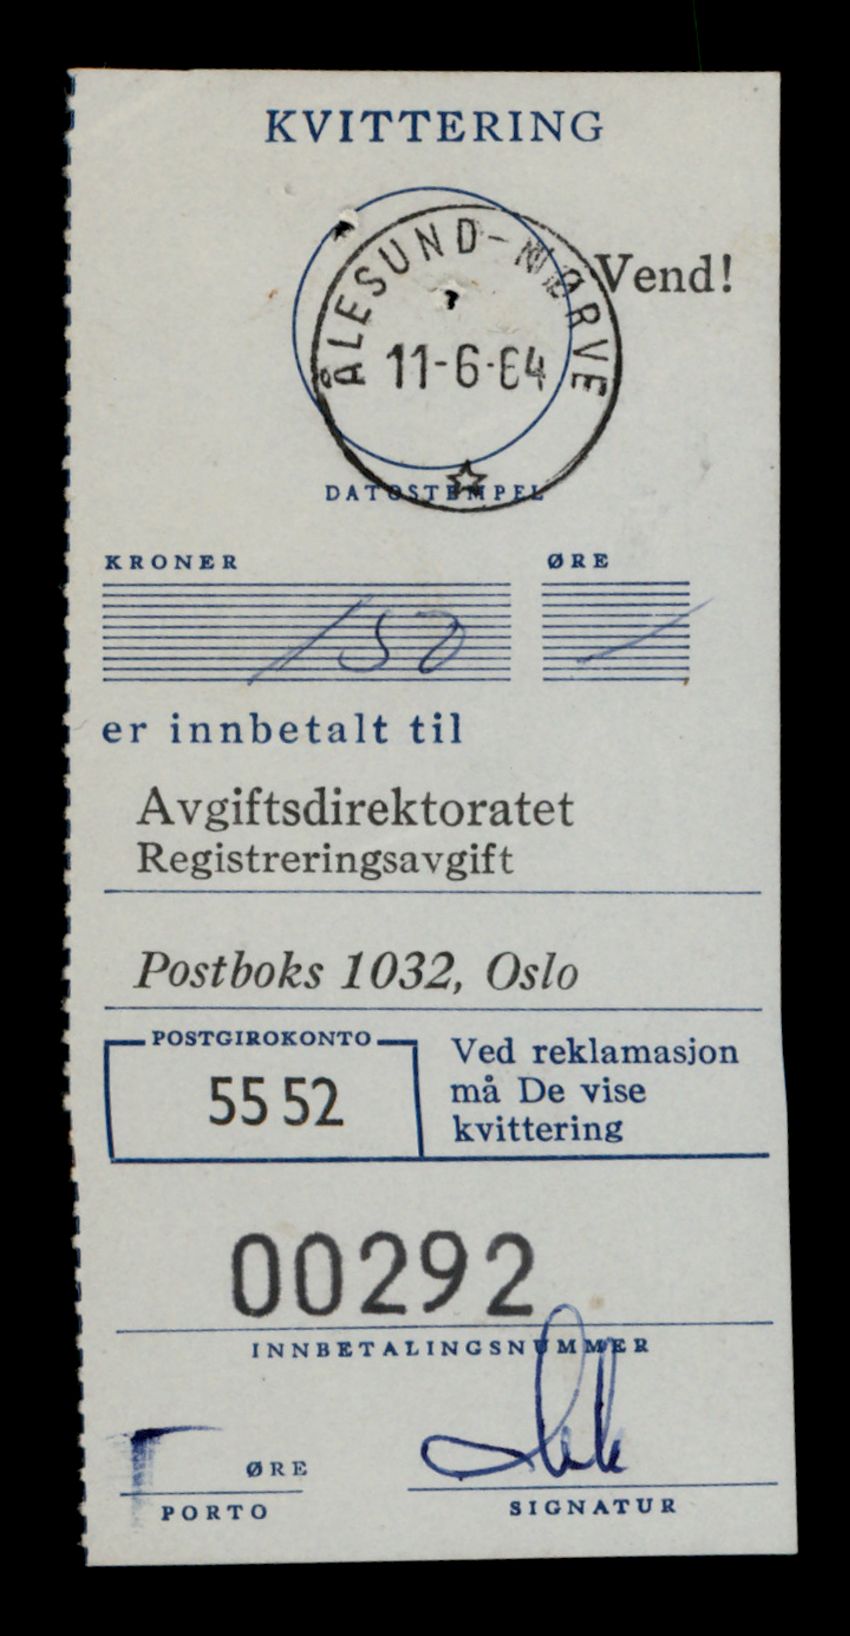 KVITTERING
ÅLESUND-NØRVE
Vend!
11-6-64
DATOSTEMPEL
KRONER ØRE
150 -
er innbetalt til
Avgiftsdirektoratet
Registreringsavgift
Postboks 1032, Oslo
POSTGIROKONTO
55 52
Ved reklamasjon
må De vise
kvittering
00292
INNBETALINGSNUMMER
ØRE
PORTO
SIGNATUR